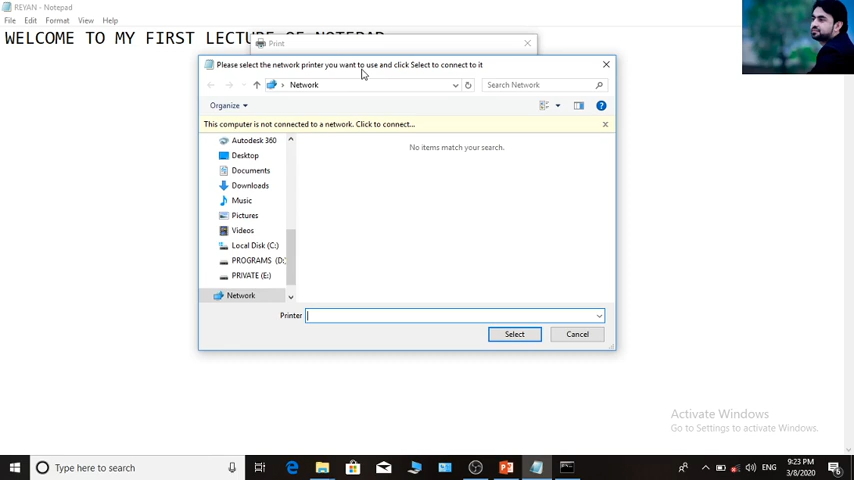 REYAN - Notepad
File Edit Format View Help
WELCOME TO MY FIRST LECTURE OF NOTEPAD
Print
Please select the network printer you want to use and click Select to connect to it
Network
Search Network
Organize
This computer is not connected to a network. Click to connect...
Autodesk 360
No items match your search.
Desktop
Documents
Downloads
Music
Pictures
Videos
Local Disk (C:)
PROGRAMS (D:)
PRIVATE (E:)
Network
Printer
Select Cancel
Activate Windows
Go to Settings to activate Windows.
Type here to search
ENG
9:23 PM
3/8/2020